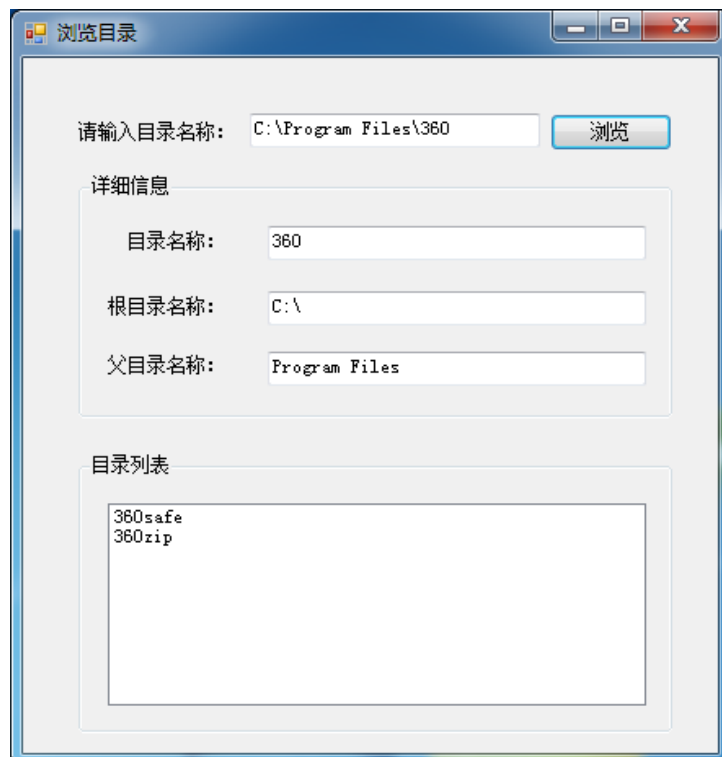 浏览目录
请输入目录名称: C:\Program Files\360 浏览
详细信息
目录名称: 360
根目录名称: C:\
父目录名称: Program Files
目录列表
360safe
360zip